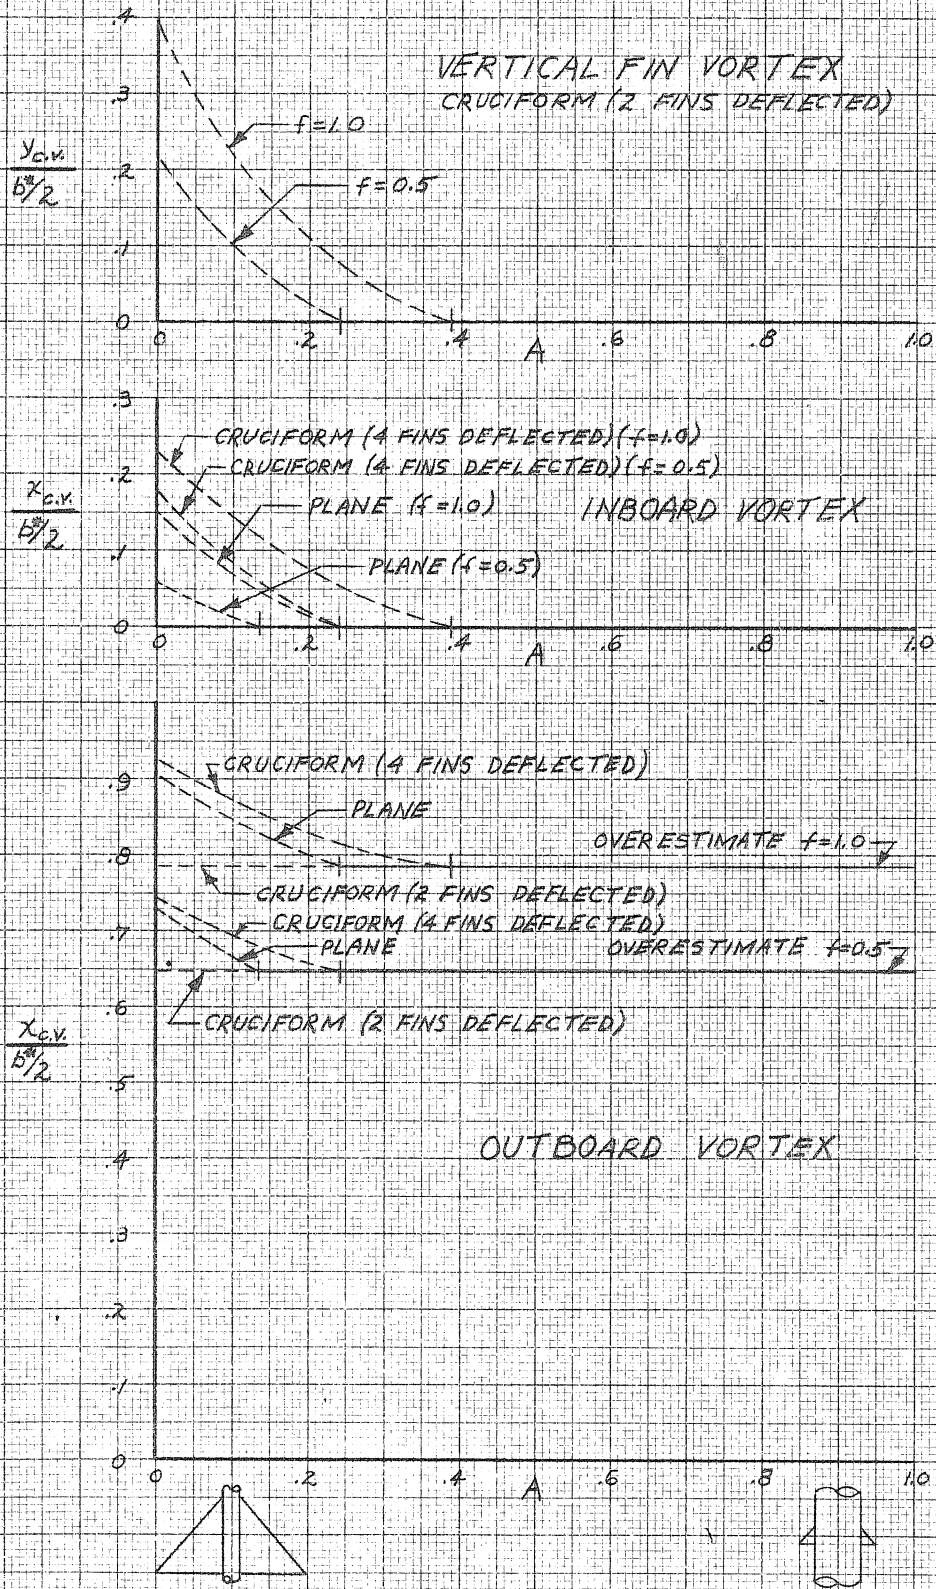 .4
VERTICAL FIN VORTEX
CRUCIFORM (2 FINS DEFLECTED)
.3
f=1.0
y c.v.
b*/2
.2
f=0.5
.1
0
0 .2 .4 A .6 .8 1.0
.3
CRUCIFORM (4 FINS DEFLECTED) (f=1.0)
.2
CRUCIFORM (4 FINS DEFLECTED) (f=0.5)
x c.v.
b*/2
PLANE (f=1.0)
INBOARD VORTEX
.1
PLANE (f=0.5)
0
0 .2 .4 A .6 .8 1.0
CRUCIFORM (4 FINS DEFLECTED)
.9
PLANE
OVERESTIMATE f=1.0
.8
CRUCIFORM (2 FINS DEFLECTED)
CRUCIFORM (4 FINS DEFLECTED)
.7
PLANE
OVERESTIMATE f=0.5
.6
CRUCIFORM (2 FINS DEFLECTED)
x c.v.
b*/2
.5
OUTBOARD VORTEX
.4
.3
.2
.1
0
0 .2 .4 A .6 .8 1.0